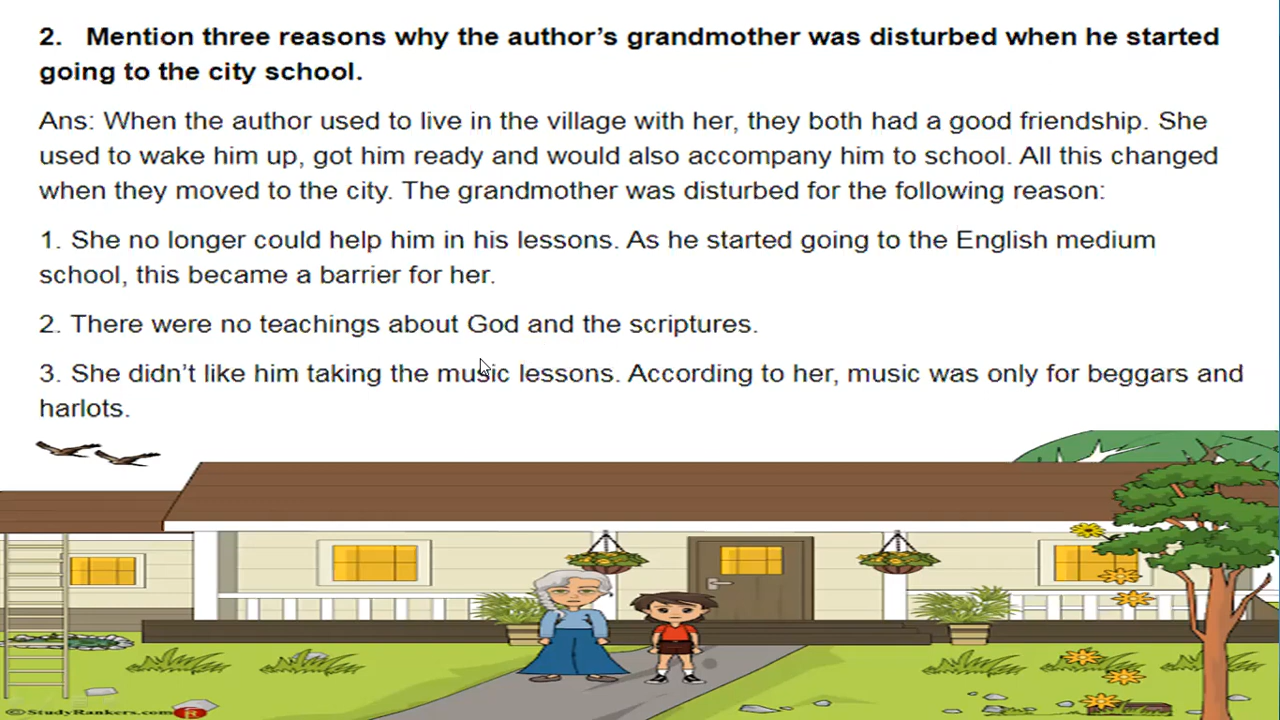 2. Mention three reasons why the author’s grandmother was disturbed when he started
going to the city school.
Ans: When the author used to live in the village with her, they both had a good friendship. She
used to wake him up, got him ready and would also accompany him to school. All this changed
when they moved to the city. The grandmother was disturbed for the following reason:
1. She no longer could help him in his lessons. As he started going to the English medium
school, this became a barrier for her.
2. There were no teachings about God and the scriptures.
3. She didn’t like him taking the music lessons. According to her, music was only for beggars and
harlots.
©StudyRankers.com